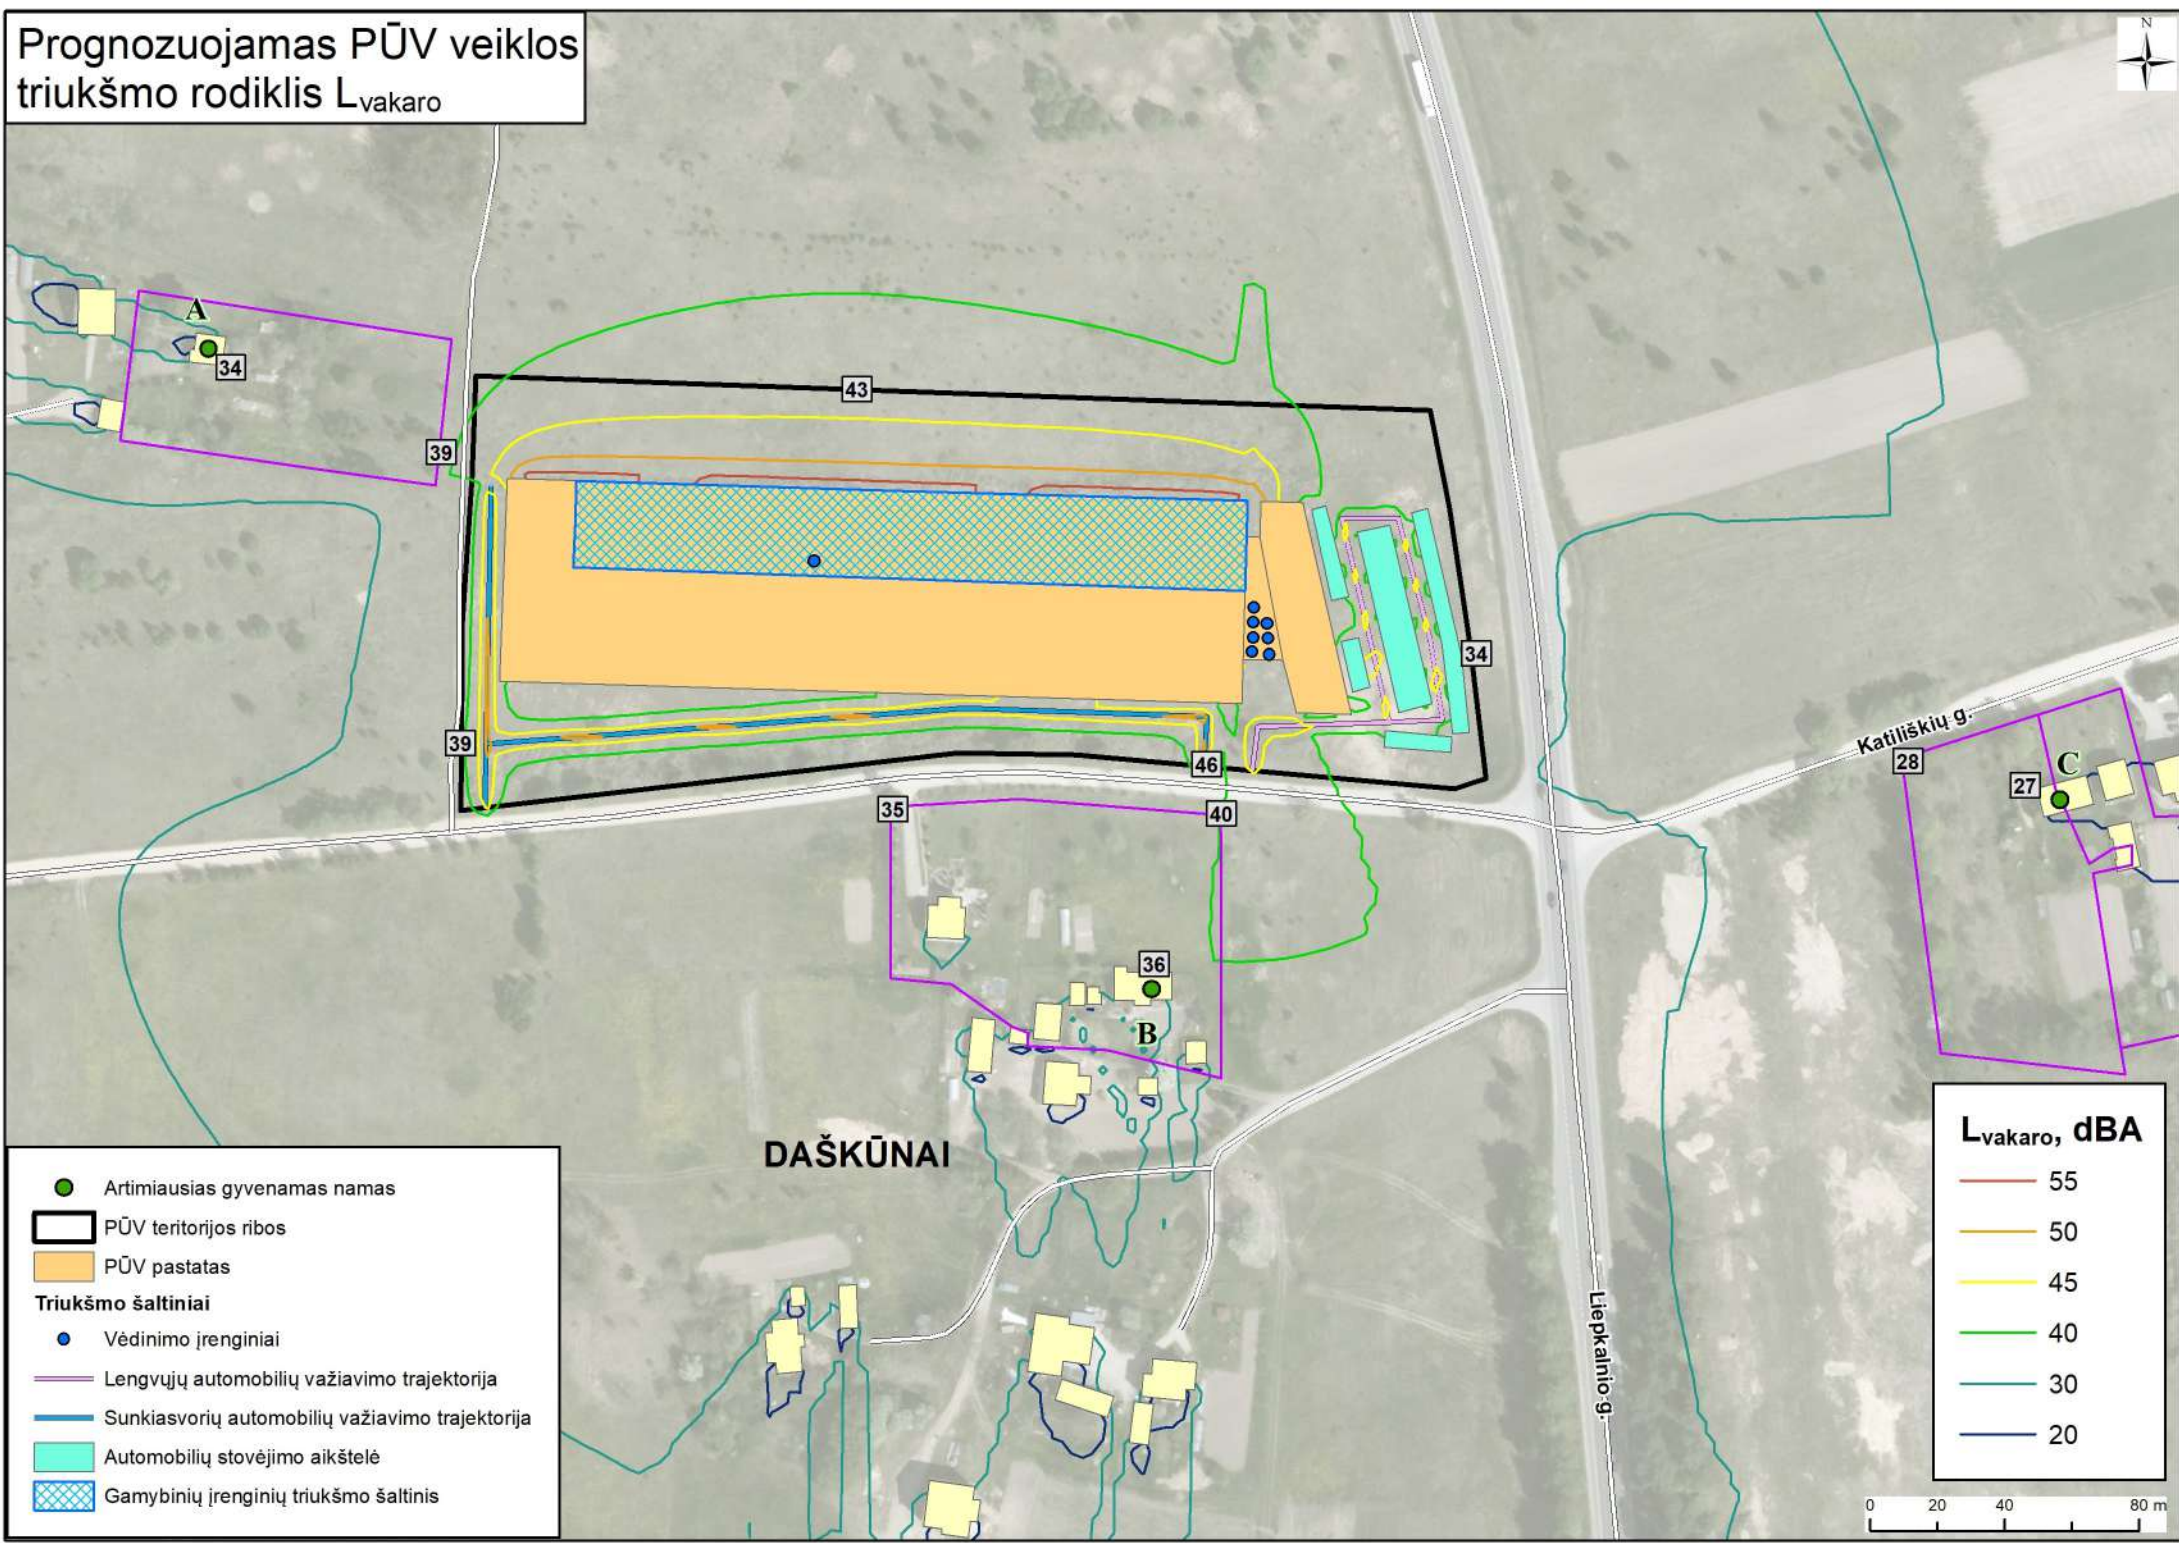 Prognozuojamas PŪV veiklos
triukšmo rodiklis Lvakaro
N
A
34
39
43
34
39
46
35
40
36
B
Katiliškių g.
28
27
C
DAŠKŪNAI
Liepkalnio g.
Artimiausias gyvenamas namas
PŪV teritorijos ribos
PŪV pastatas
Triukšmo šaltiniai
Vėdinimo įrenginiai
Lengvųjų automobilių važiavimo trajektorija
Sunkiasvorių automobilių važiavimo trajektorija
Automobilių stovėjimo aikštelė
Gamybinių įrenginių triukšmo šaltinis
Lvakaro, dBA
55
50
45
40
30
20
0 20 40 80 m